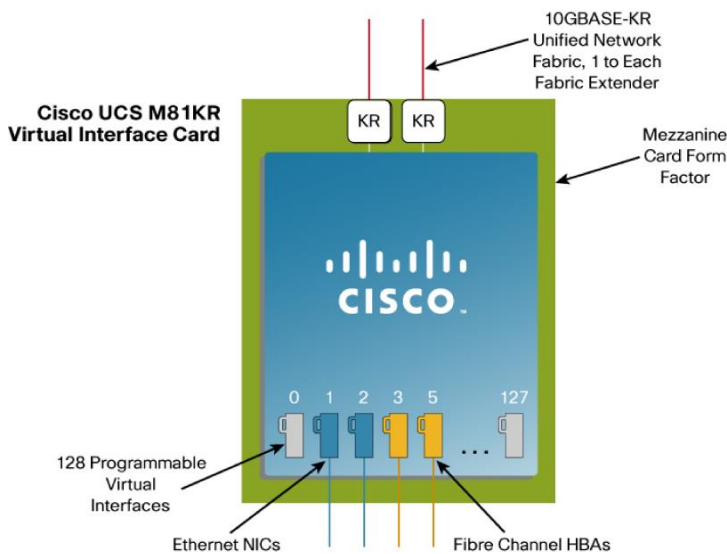 10GBASE-KR
Unified Network
Fabric, 1 to Each
Fabric Extender
Cisco UCS M81KR
Virtual Interface Card
KR KR
Mezzanine
Card Form
Factor
CISCO™
0 1 2 3 5 127
...
128 Programmable
Virtual
Interfaces
Ethernet NICs
Fibre Channel HBAs